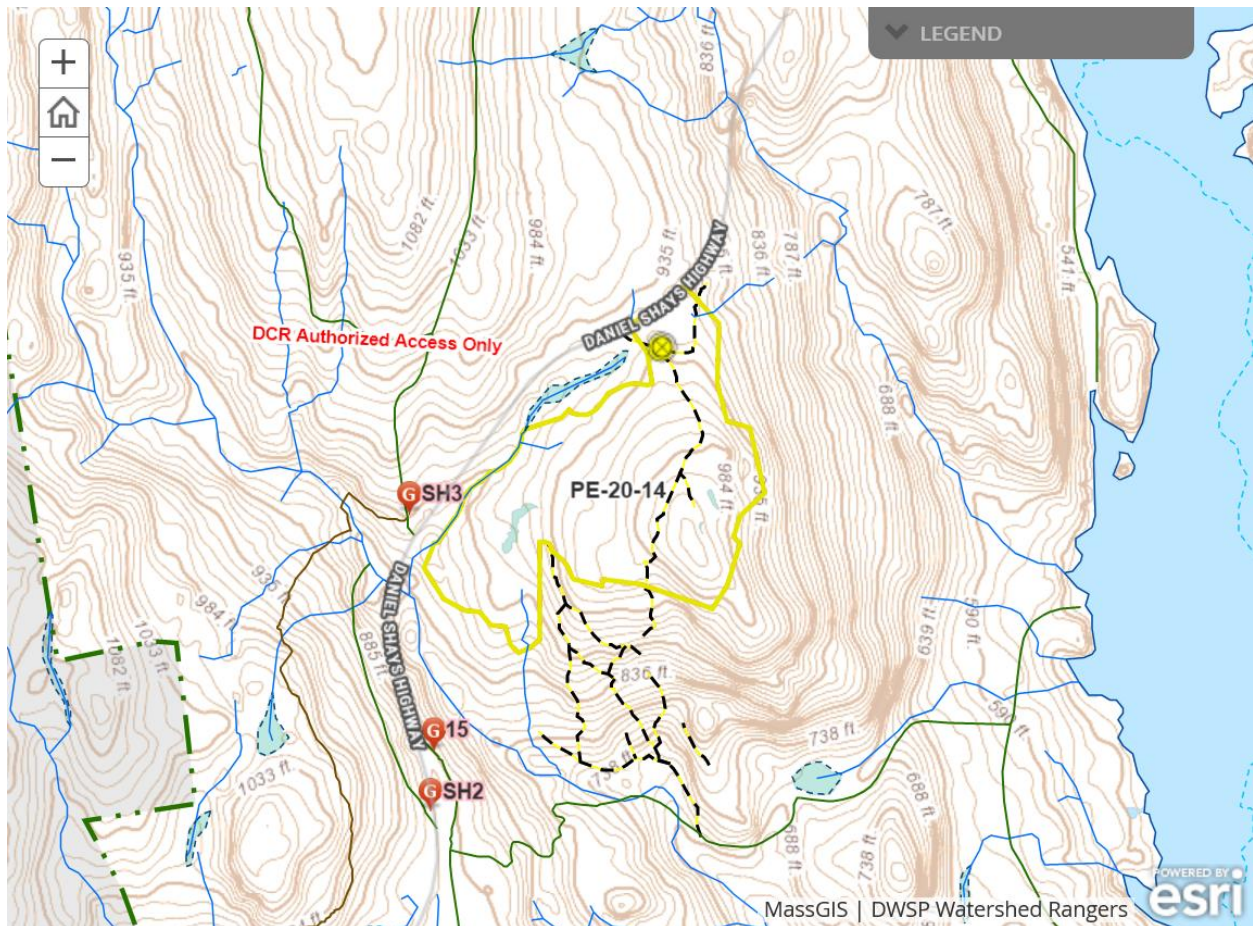 LEGEND
836 ft.
+
−
1082 ft.
1033 ft.
984 ft.
935 ft.
787 ft.
541 ft.
935 ft.
836 ft.
787 ft.
DANIEL SHAYS HIGHWAY
DCR Authorized Access Only
688 ft.
PE-20-14
984 ft.
G SH3
DANIEL SHAYS HIGHWAY
984 ft.
885 ft.
639 ft.
590 ft.
1033 ft.
1082 ft.
836 ft.
G 15
738 ft.
738 ft.
1033 ft.
G SH2
688 ft.
688 ft.
738 ft.
MassGIS | DWSP Watershed Rangers
POWERED BY
esri